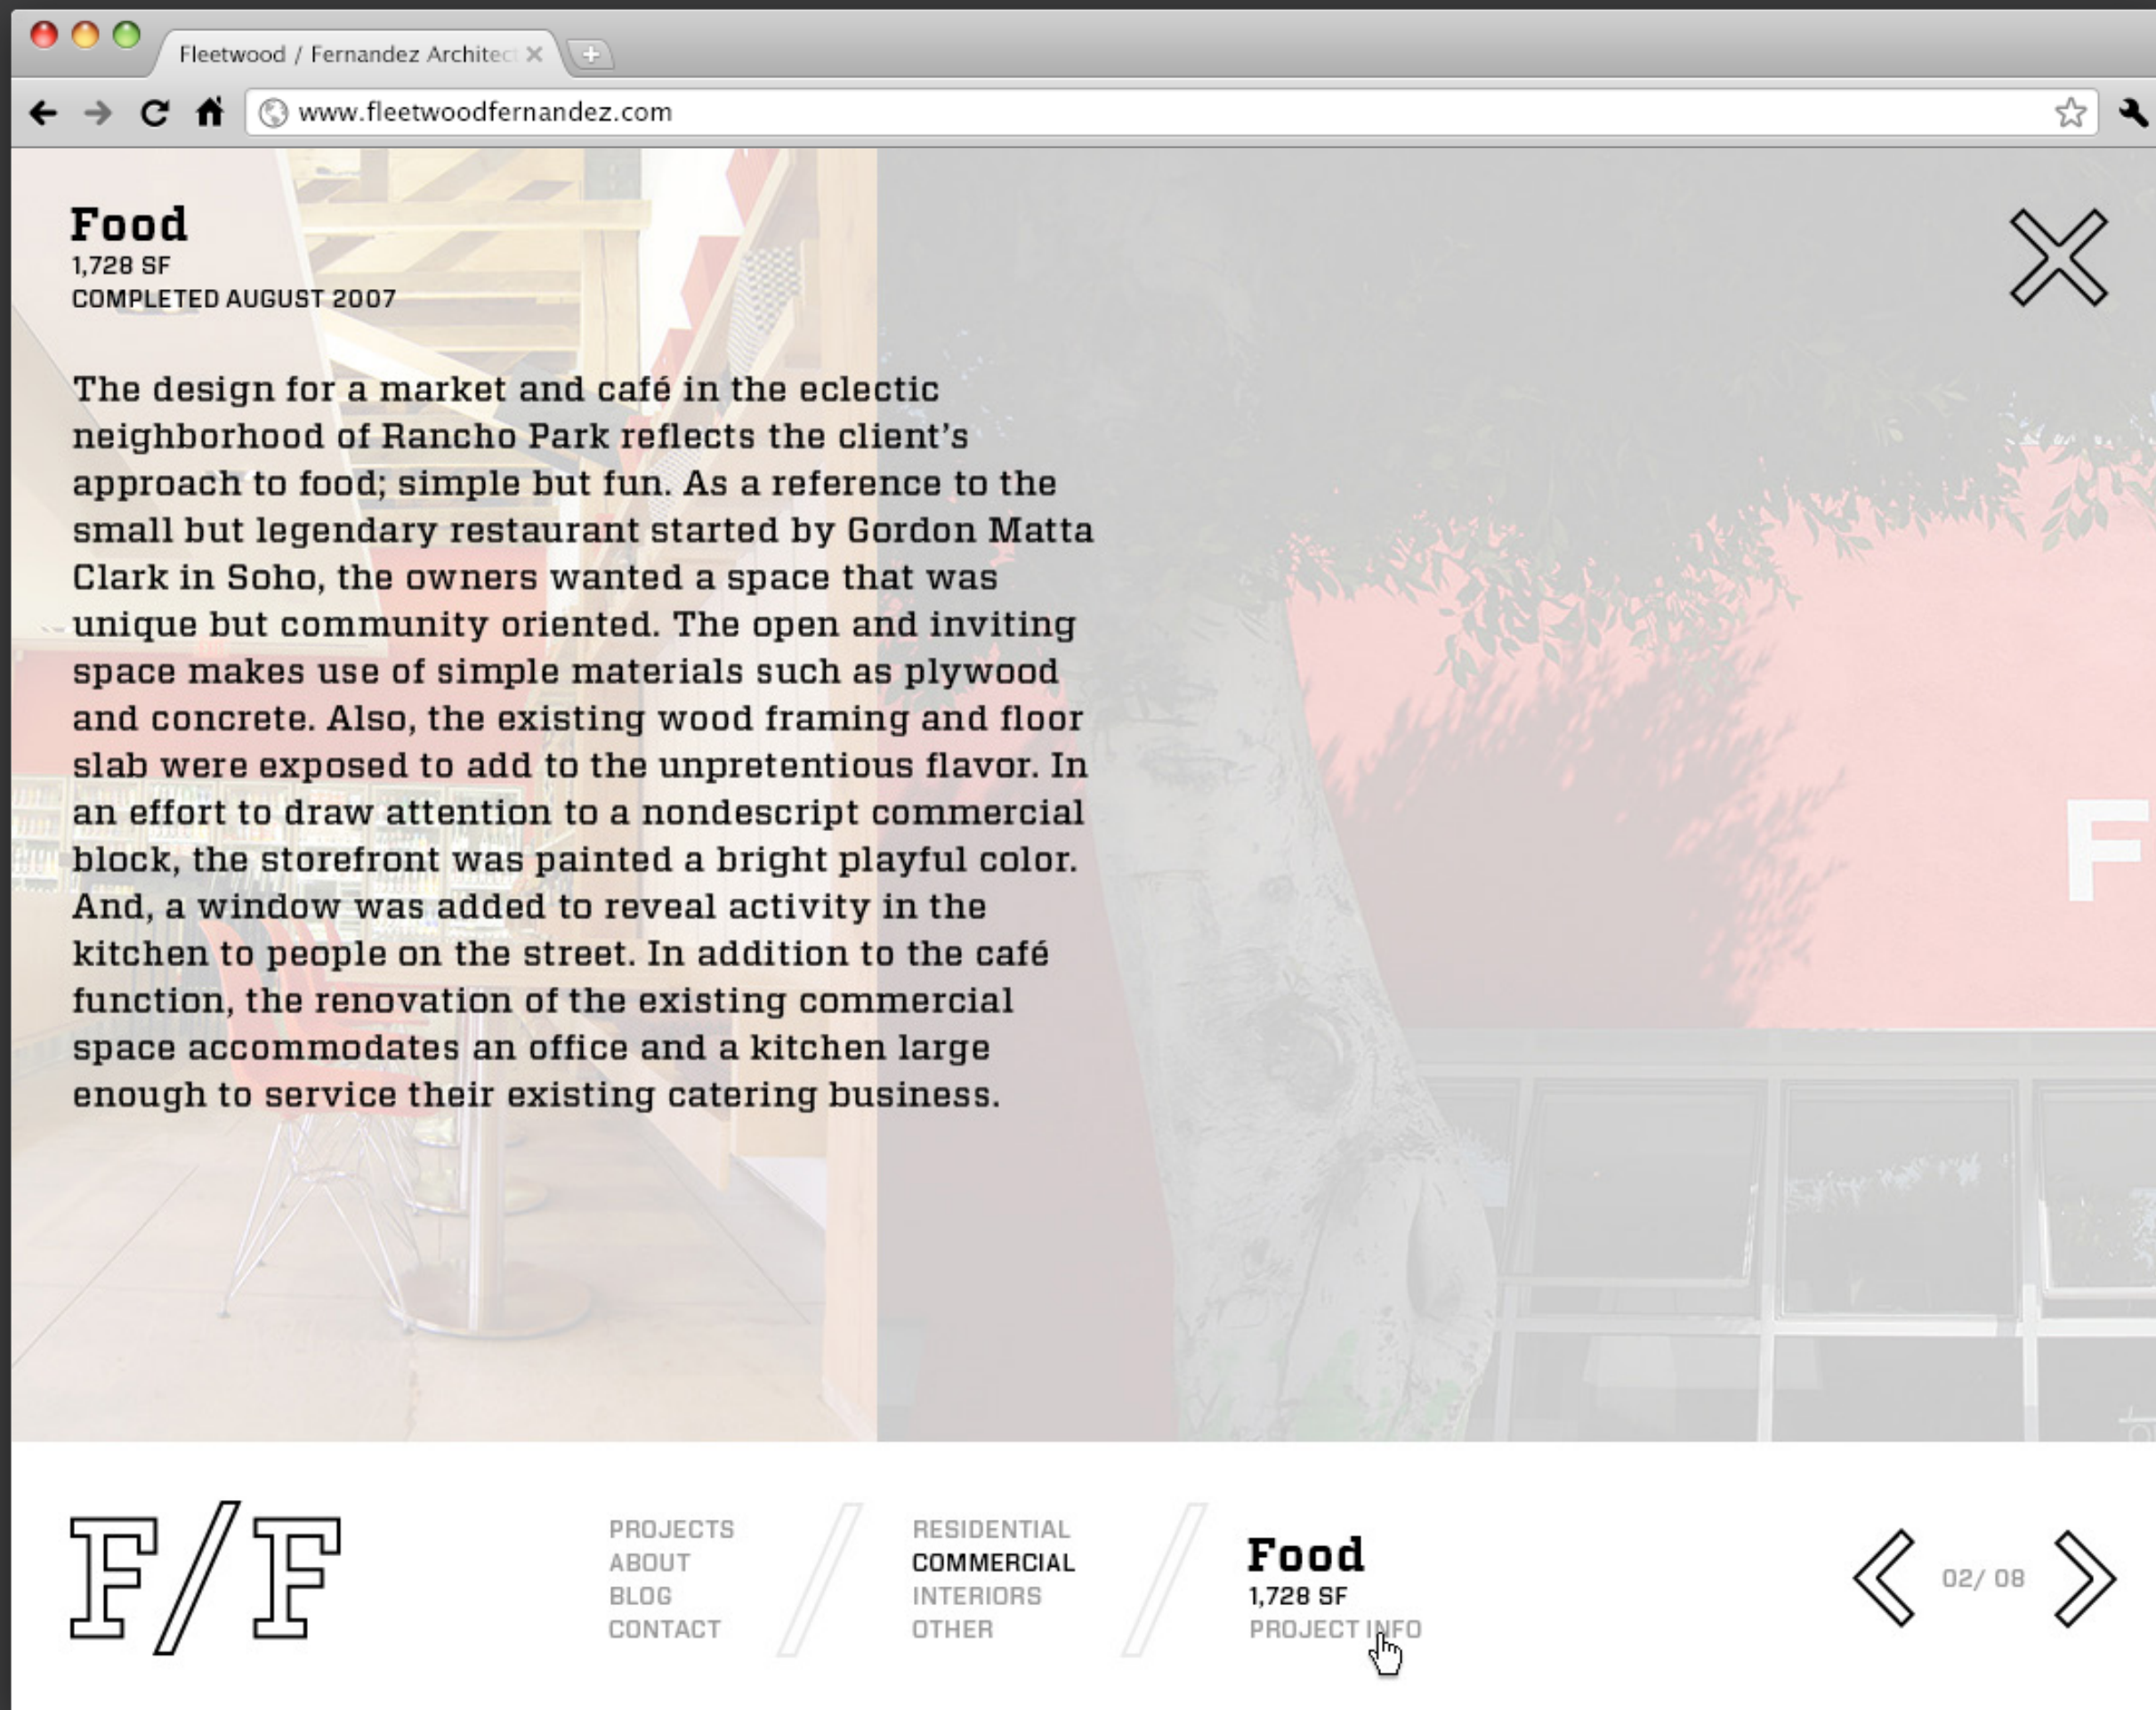 Fleetwood / Fernandez Architect
www.fleetwoodfernandez.com
Food
1,728 SF
COMPLETED AUGUST 2007
The design for a market and café in the eclectic
neighborhood of Rancho Park reflects the client’s
approach to food; simple but fun. As a reference to the
small but legendary restaurant started by Gordon Matta
Clark in Soho, the owners wanted a space that was
unique but community oriented. The open and inviting
space makes use of simple materials such as plywood
and concrete. Also, the existing wood framing and floor
slab were exposed to add to the unpretentious flavor. In
an effort to draw attention to a nondescript commercial
block, the storefront was painted a bright playful color.
And, a window was added to reveal activity in the
kitchen to people on the street. In addition to the café
function, the renovation of the existing commercial
space accommodates an office and a kitchen large
enough to service their existing catering business.
F
F/F
PROJECTS
ABOUT
BLOG
CONTACT
RESIDENTIAL
COMMERCIAL
INTERIORS
OTHER
Food
1,728 SF
PROJECT INFO
02/ 08